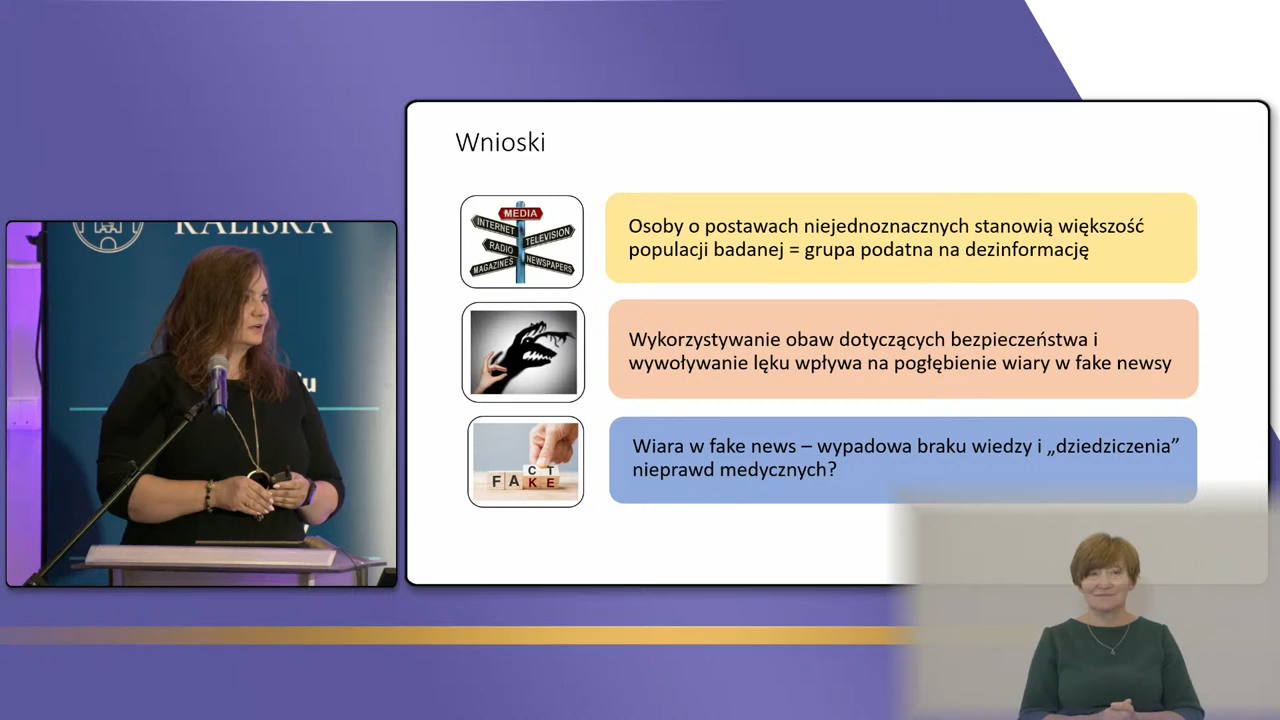 KALISKA
iu
Wnioski
MEDIA
INTERNET
TELEVISION
RADIO
MAGAZINES
NEWSPAPERS
Osoby o postawach niejednoznacznych stanowią większość
populacji badanej = grupa podatna na dezinformację
Wykorzystywanie obaw dotyczących bezpieczeństwa i
wywoływanie lęku wpływa na pogłębienie wiary w fake newsy
C T
F A K E
Wiara w fake news – wypadowa braku wiedzy i „dziedziczenia”
nieprawd medycznych?